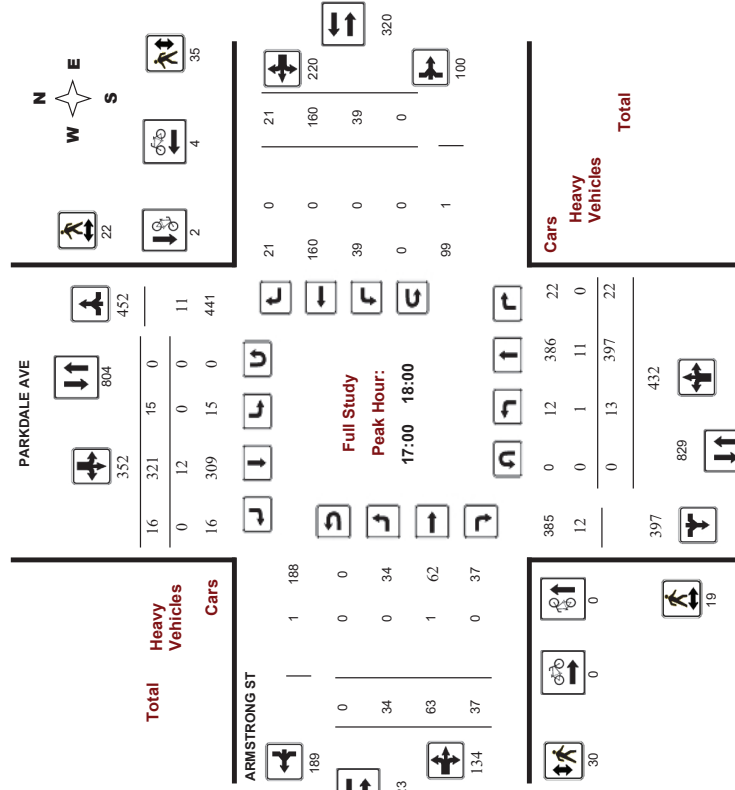 N
W E
S
PARKDALE AVE
22
35
2
4
804
352
452
16 321 15 0
0 12 0 0 11
16 309 15 0 441
Total
Heavy
Vehicles
Cars
320
220
100
21 0 21
160 0 160
39 0 39
0 0 0
99 1
Full Study
Peak Hour:
17:00 18:00
ARMSTRONG ST
189
134
1 188
0 0 0
34 0 34
63 1 62
37 0 37
385 0 12 386 22
12 0 1 11 0
0 13 397 22
397
829
432
Cars
Heavy
Vehicles
Total
0
0
30
19